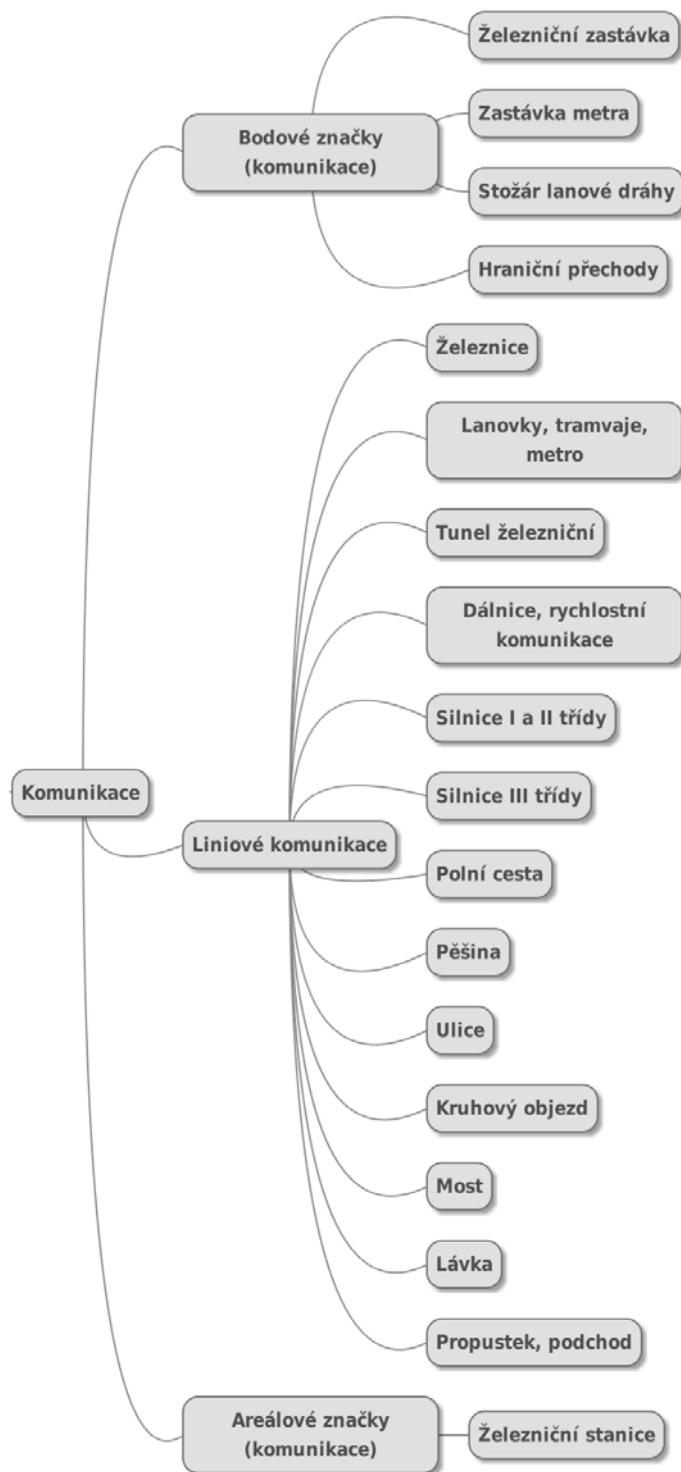 Železniční zastávka
Zastávka metra
Bodové značky
(komunikace)
Stožár lanové dráhy
Hraniční přechody
Železnice
Lanovky, tramvaje,
metro
Tunel železniční
Dálnice, rychlostní
komunikace
Silnice I a II třídy
Komunikace
Silnice III třídy
Liniové komunikace
Polní cesta
Pěšina
Ulice
Kruhový objezd
Most
Lávka
Propustek, podchod
Areálové značky
(komunikace)
Železniční stanice